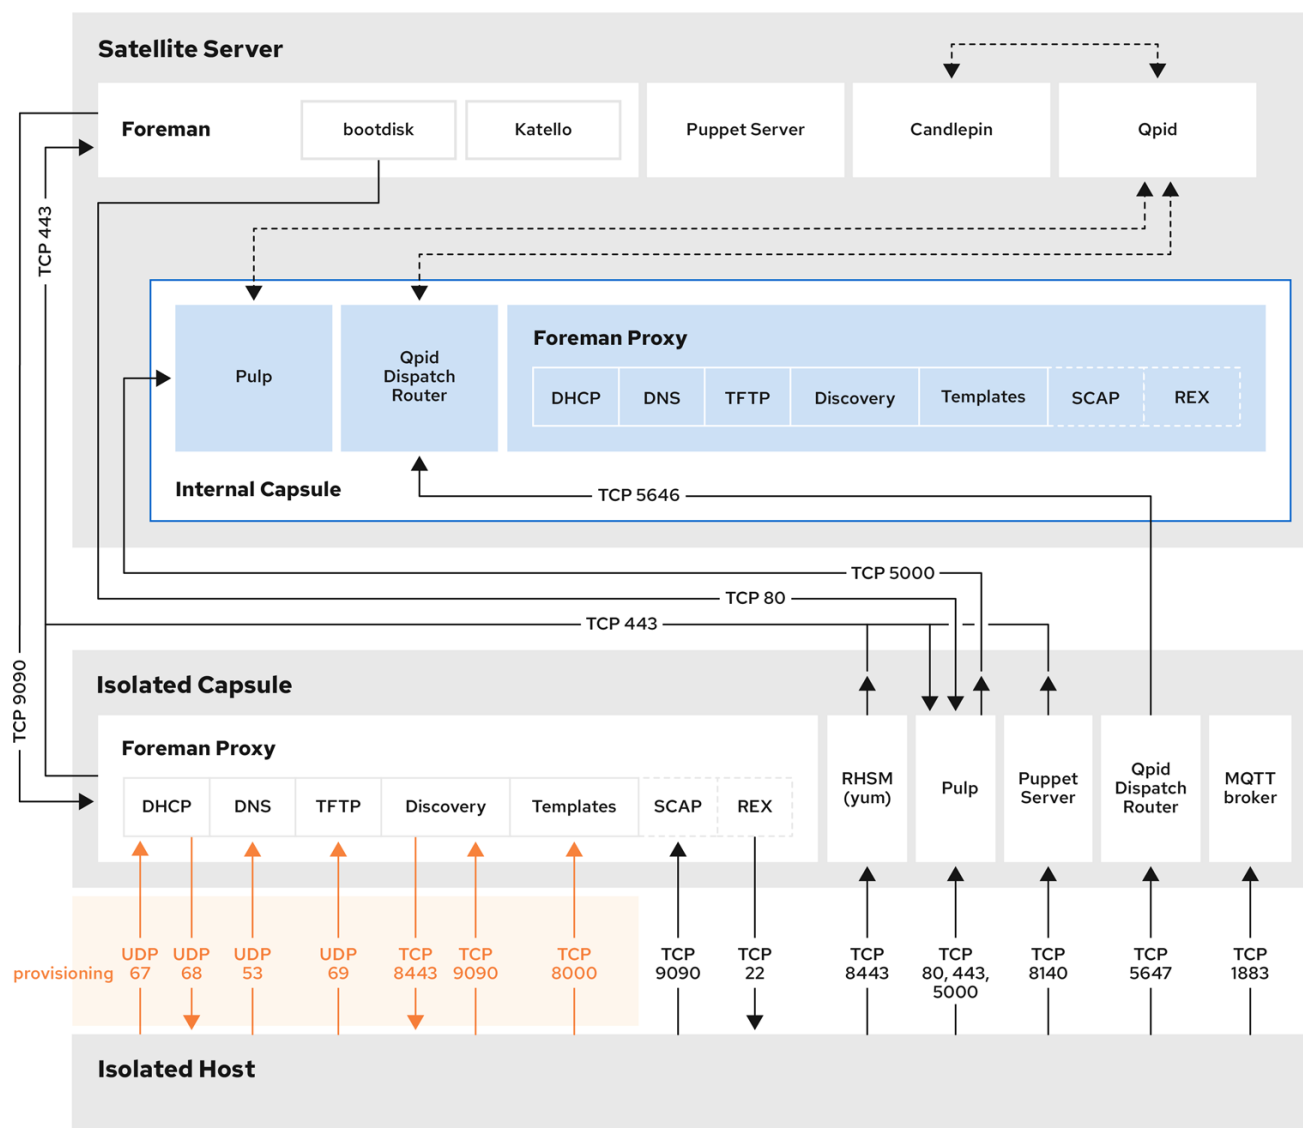 Satellite Server
Foreman
bootdisk
Katello
Puppet Server
Candlepin
Qpid
TCP 443
Pulp
Qpid
Dispatch
Router
Foreman Proxy
DHCP
DNS
TFTP
Discovery
Templates
SCAP
REX
Internal Capsule
TCP 5646
TCP 5000
TCP 80
TCP 443
TCP 9090
Isolated Capsule
Foreman Proxy
DHCP
DNS
TFTP
Discovery
Templates
SCAP
REX
RHSM
(yum)
Pulp
Puppet
Server
Qpid
Dispatch
Router
MQTT
broker
provisioning
UDP
67
UDP
68
UDP
53
UDP
69
TCP
8443
TCP
9090
TCP
8000
TCP
9090
TCP
22
TCP
8443
TCP
80, 443,
5000
TCP
8140
TCP
5647
TCP
1883
Isolated Host